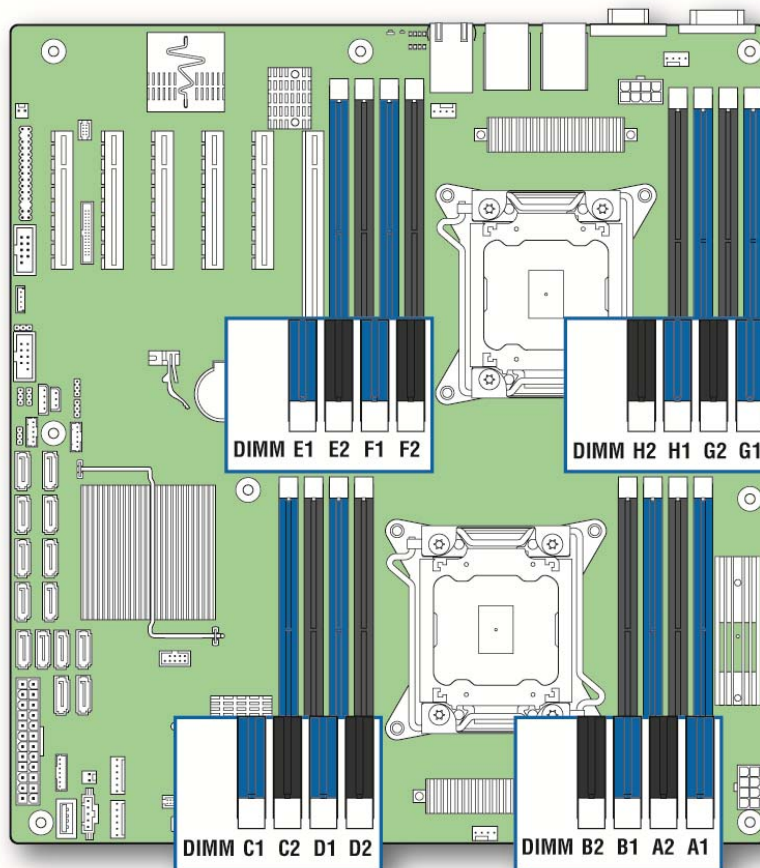 DIMM E1 E2 F1 F2
DIMM H2 H1 G2 G1
DIMM C1 C2 D1 D2
DIMM B2 B1 A2 A1